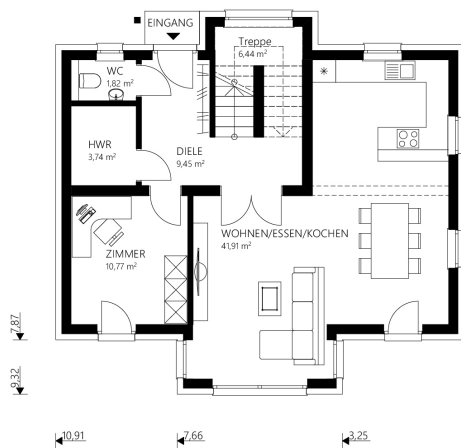 EINGANG
Treppe
6,44 m²
WC
1,82 m²
HWR
3,74 m²
DIELE
9,45 m²
WOHNEN/ESSEN/KOCHEN
41,91 m²
ZIMMER
10,77 m²
7,87
9,32
10,91
7,66
3,25